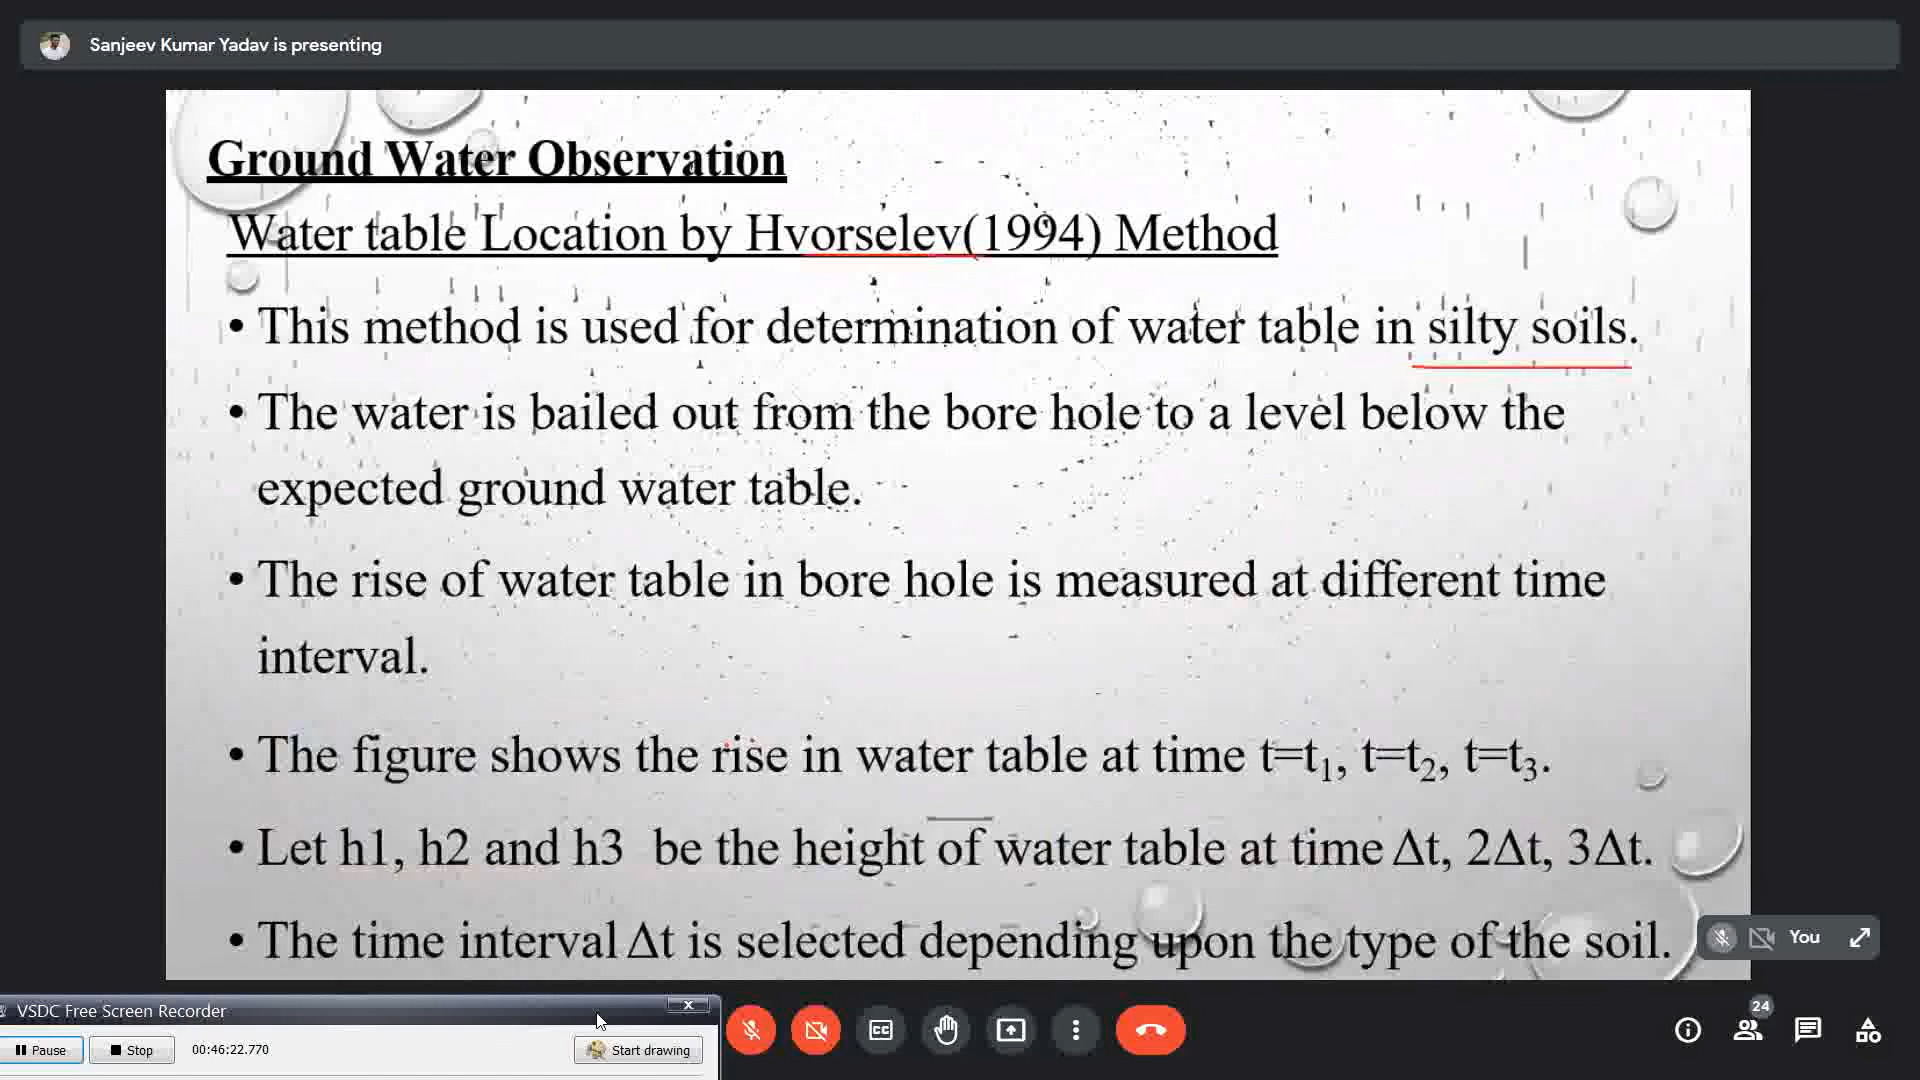 Sanjeev Kumar Yadav is presenting
Ground Water Observation
Water table Location by Hvorselev(1994) Method
• This method is used for determination of water table in silty soils.
• The water is bailed out from the bore hole to a level below the
expected ground water table.
• The rise of water table in bore hole is measured at different time
interval.
• The figure shows the rise in water table at time t=t₁, t=t₂, t=t₃.
• Let h1, h2 and h3 be the height of water table at time Δt, 2Δt, 3Δt.
• The time interval Δt is selected depending upon the type of the soil.
You
VSDC Free Screen Recorder
Pause Stop 00:46:22.770 Start drawing
CC
24